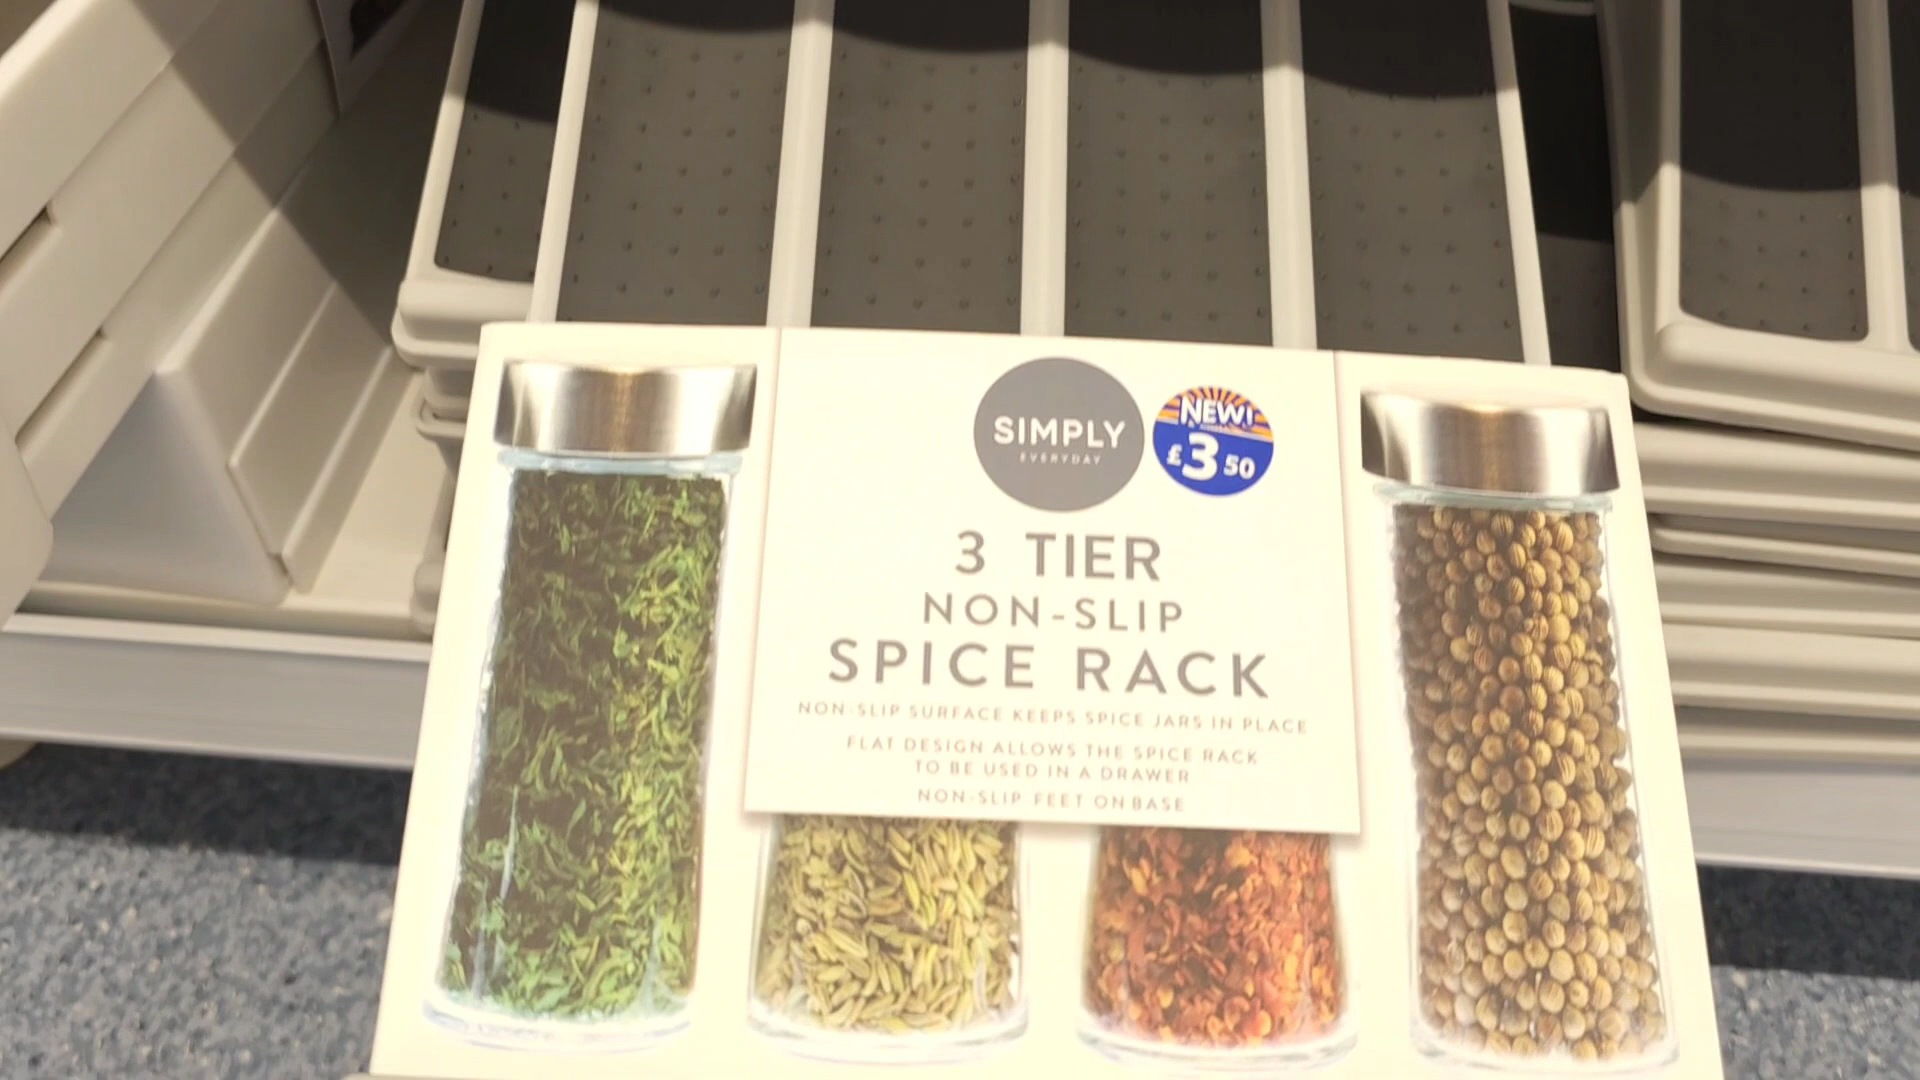 SIMPLY
EVERYDAY
NEW!
£3.50
3 TIER
NON-SLIP
SPICE RACK
NON-SLIP SURFACE KEEPS SPICE JARS IN PLACE
FLAT DESIGN ALLOWS THE SPICE RACK
TO BE USED IN A DRAWER
NON-SLIP FEET ON BASE